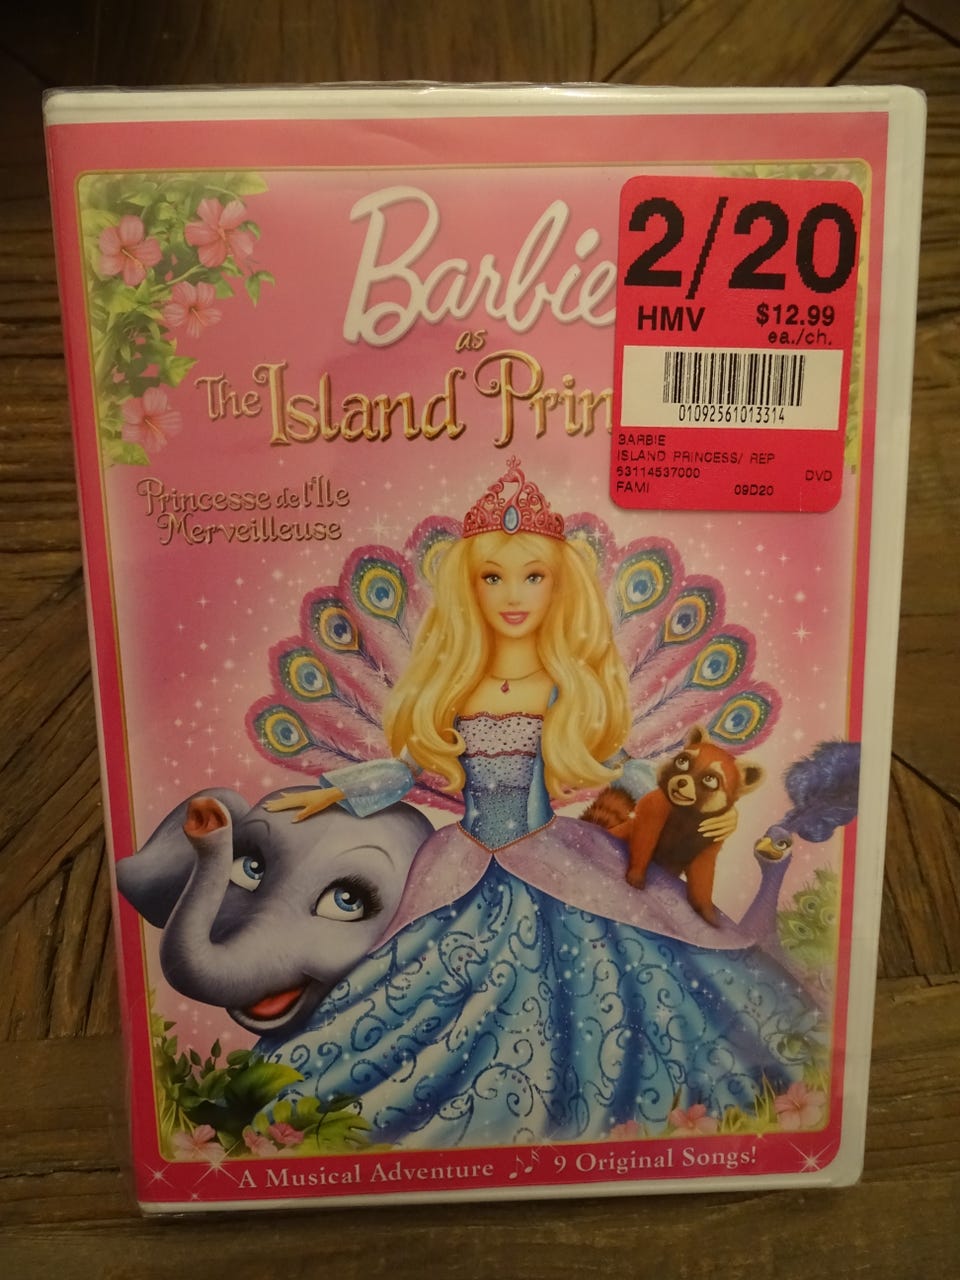 Barbie
as
The Island Prin
Princesse de l'Île
Merveilleuse
2/20
HMV $12.99
ea./ch.
01092561013314
BARBIE
ISLAND PRINCESS/ REP
63114537000 DVD
FAMI 09D20
A Musical Adventure 9 Original Songs!